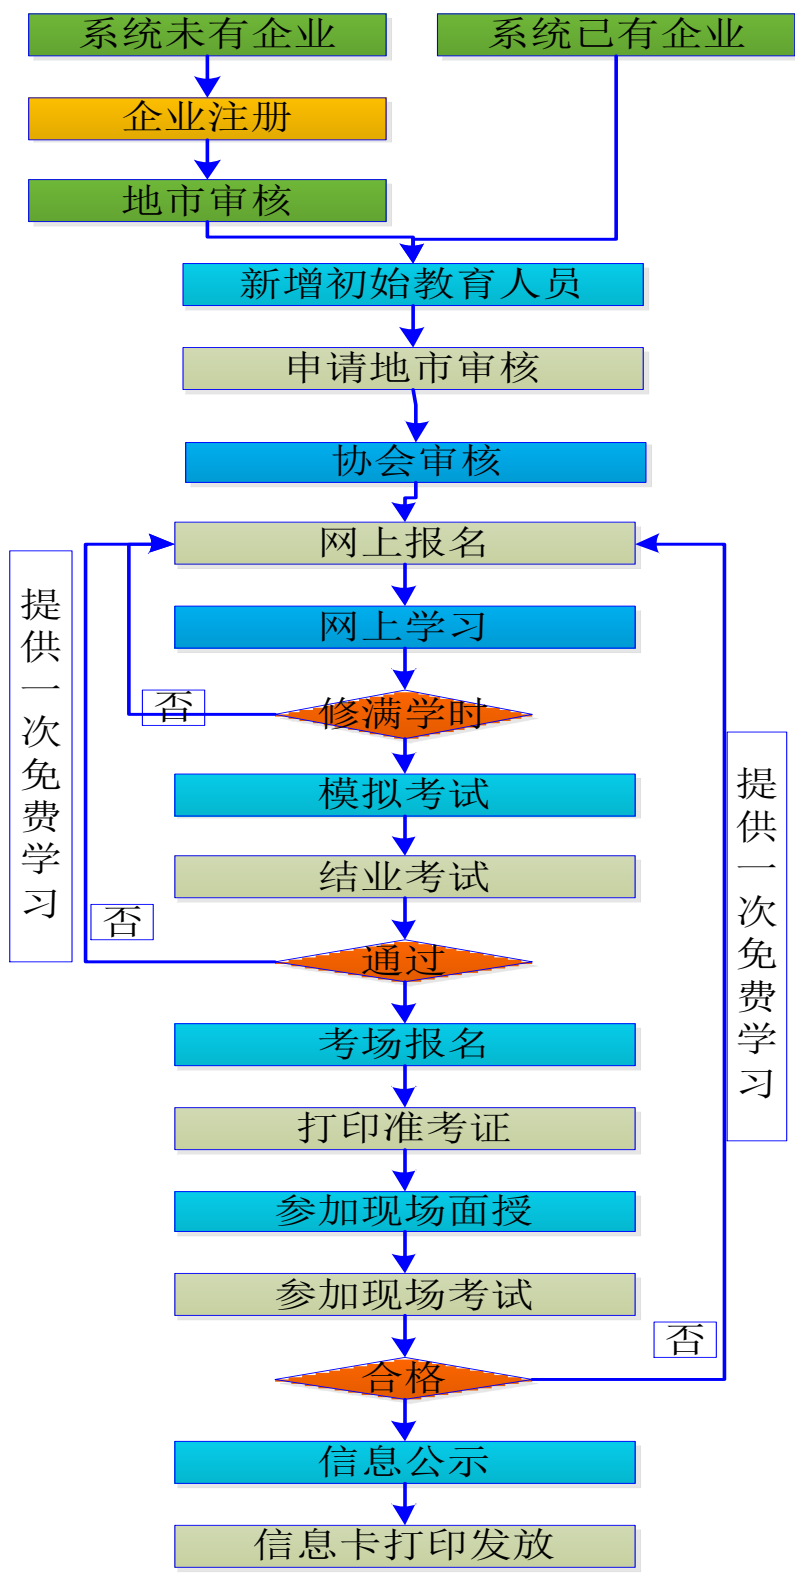 系统未有企业
系统已有企业
企业注册
地市审核
新增初始教育人员
申请地市审核
协会审核
网上报名
网上学习
修满学时
否
提供一次免费学习
模拟考试
结业考试
否
通过
考场报名
打印准考证
参加现场面授
参加现场考试
提供一次免费学习
否
合格
信息公示
信息卡打印发放